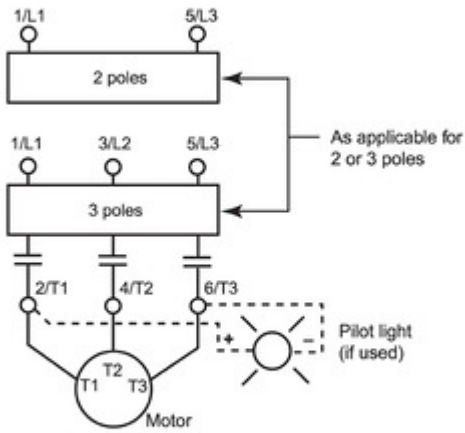 1/L1 5/L3
2 poles
1/L1 3/L2 5/L3
As applicable for
2 or 3 poles
3 poles
2/T1 4/T2 6/T3
+ –
Pilot light
(if used)
T1 T2 T3
Motor